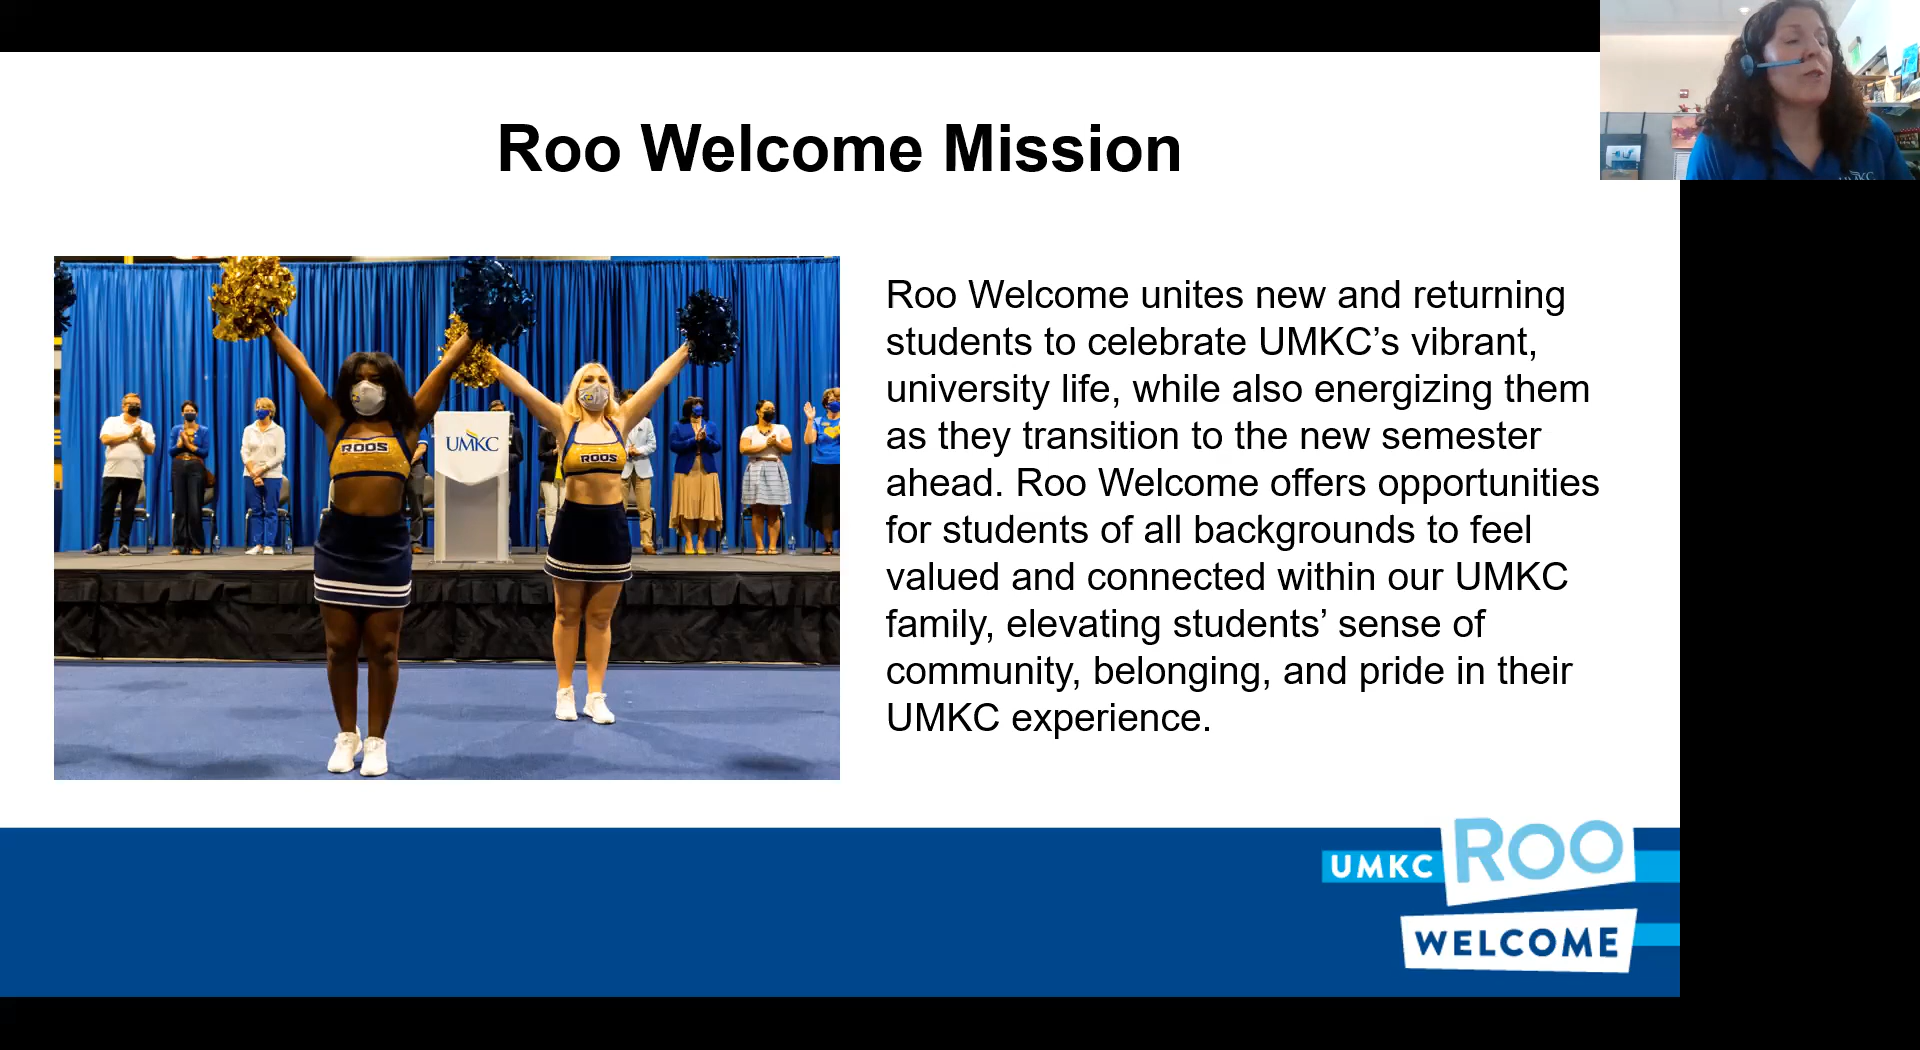 Roo Welcome Mission
Roo Welcome unites new and returning
students to celebrate UMKC’s vibrant,
university life, while also energizing them
as they transition to the new semester
ahead. Roo Welcome offers opportunities
for students of all backgrounds to feel
valued and connected within our UMKC
family, elevating students’ sense of
community, belonging, and pride in their
UMKC experience.
ROOS
UMKC
ROOS
UMKC ROO
WELCOME
UMKC